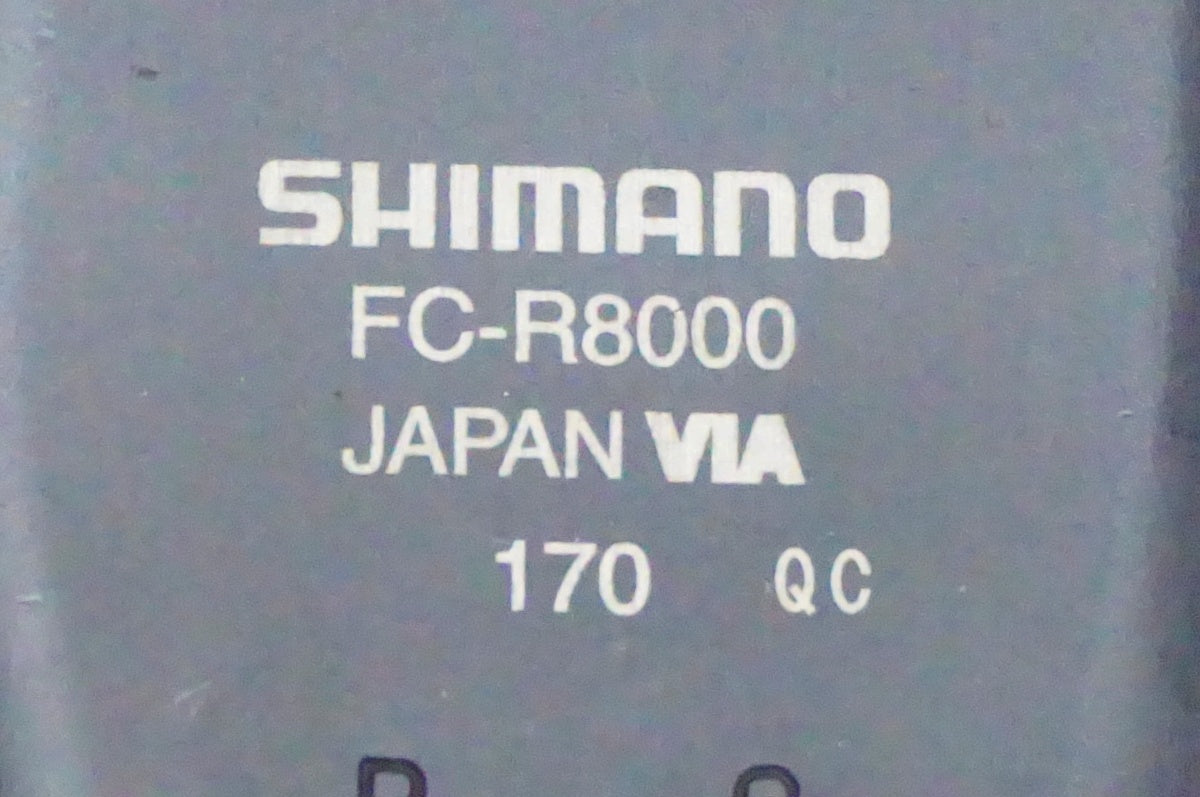 SHIMANO
FC-R8000
JAPAN VIA
170 QC